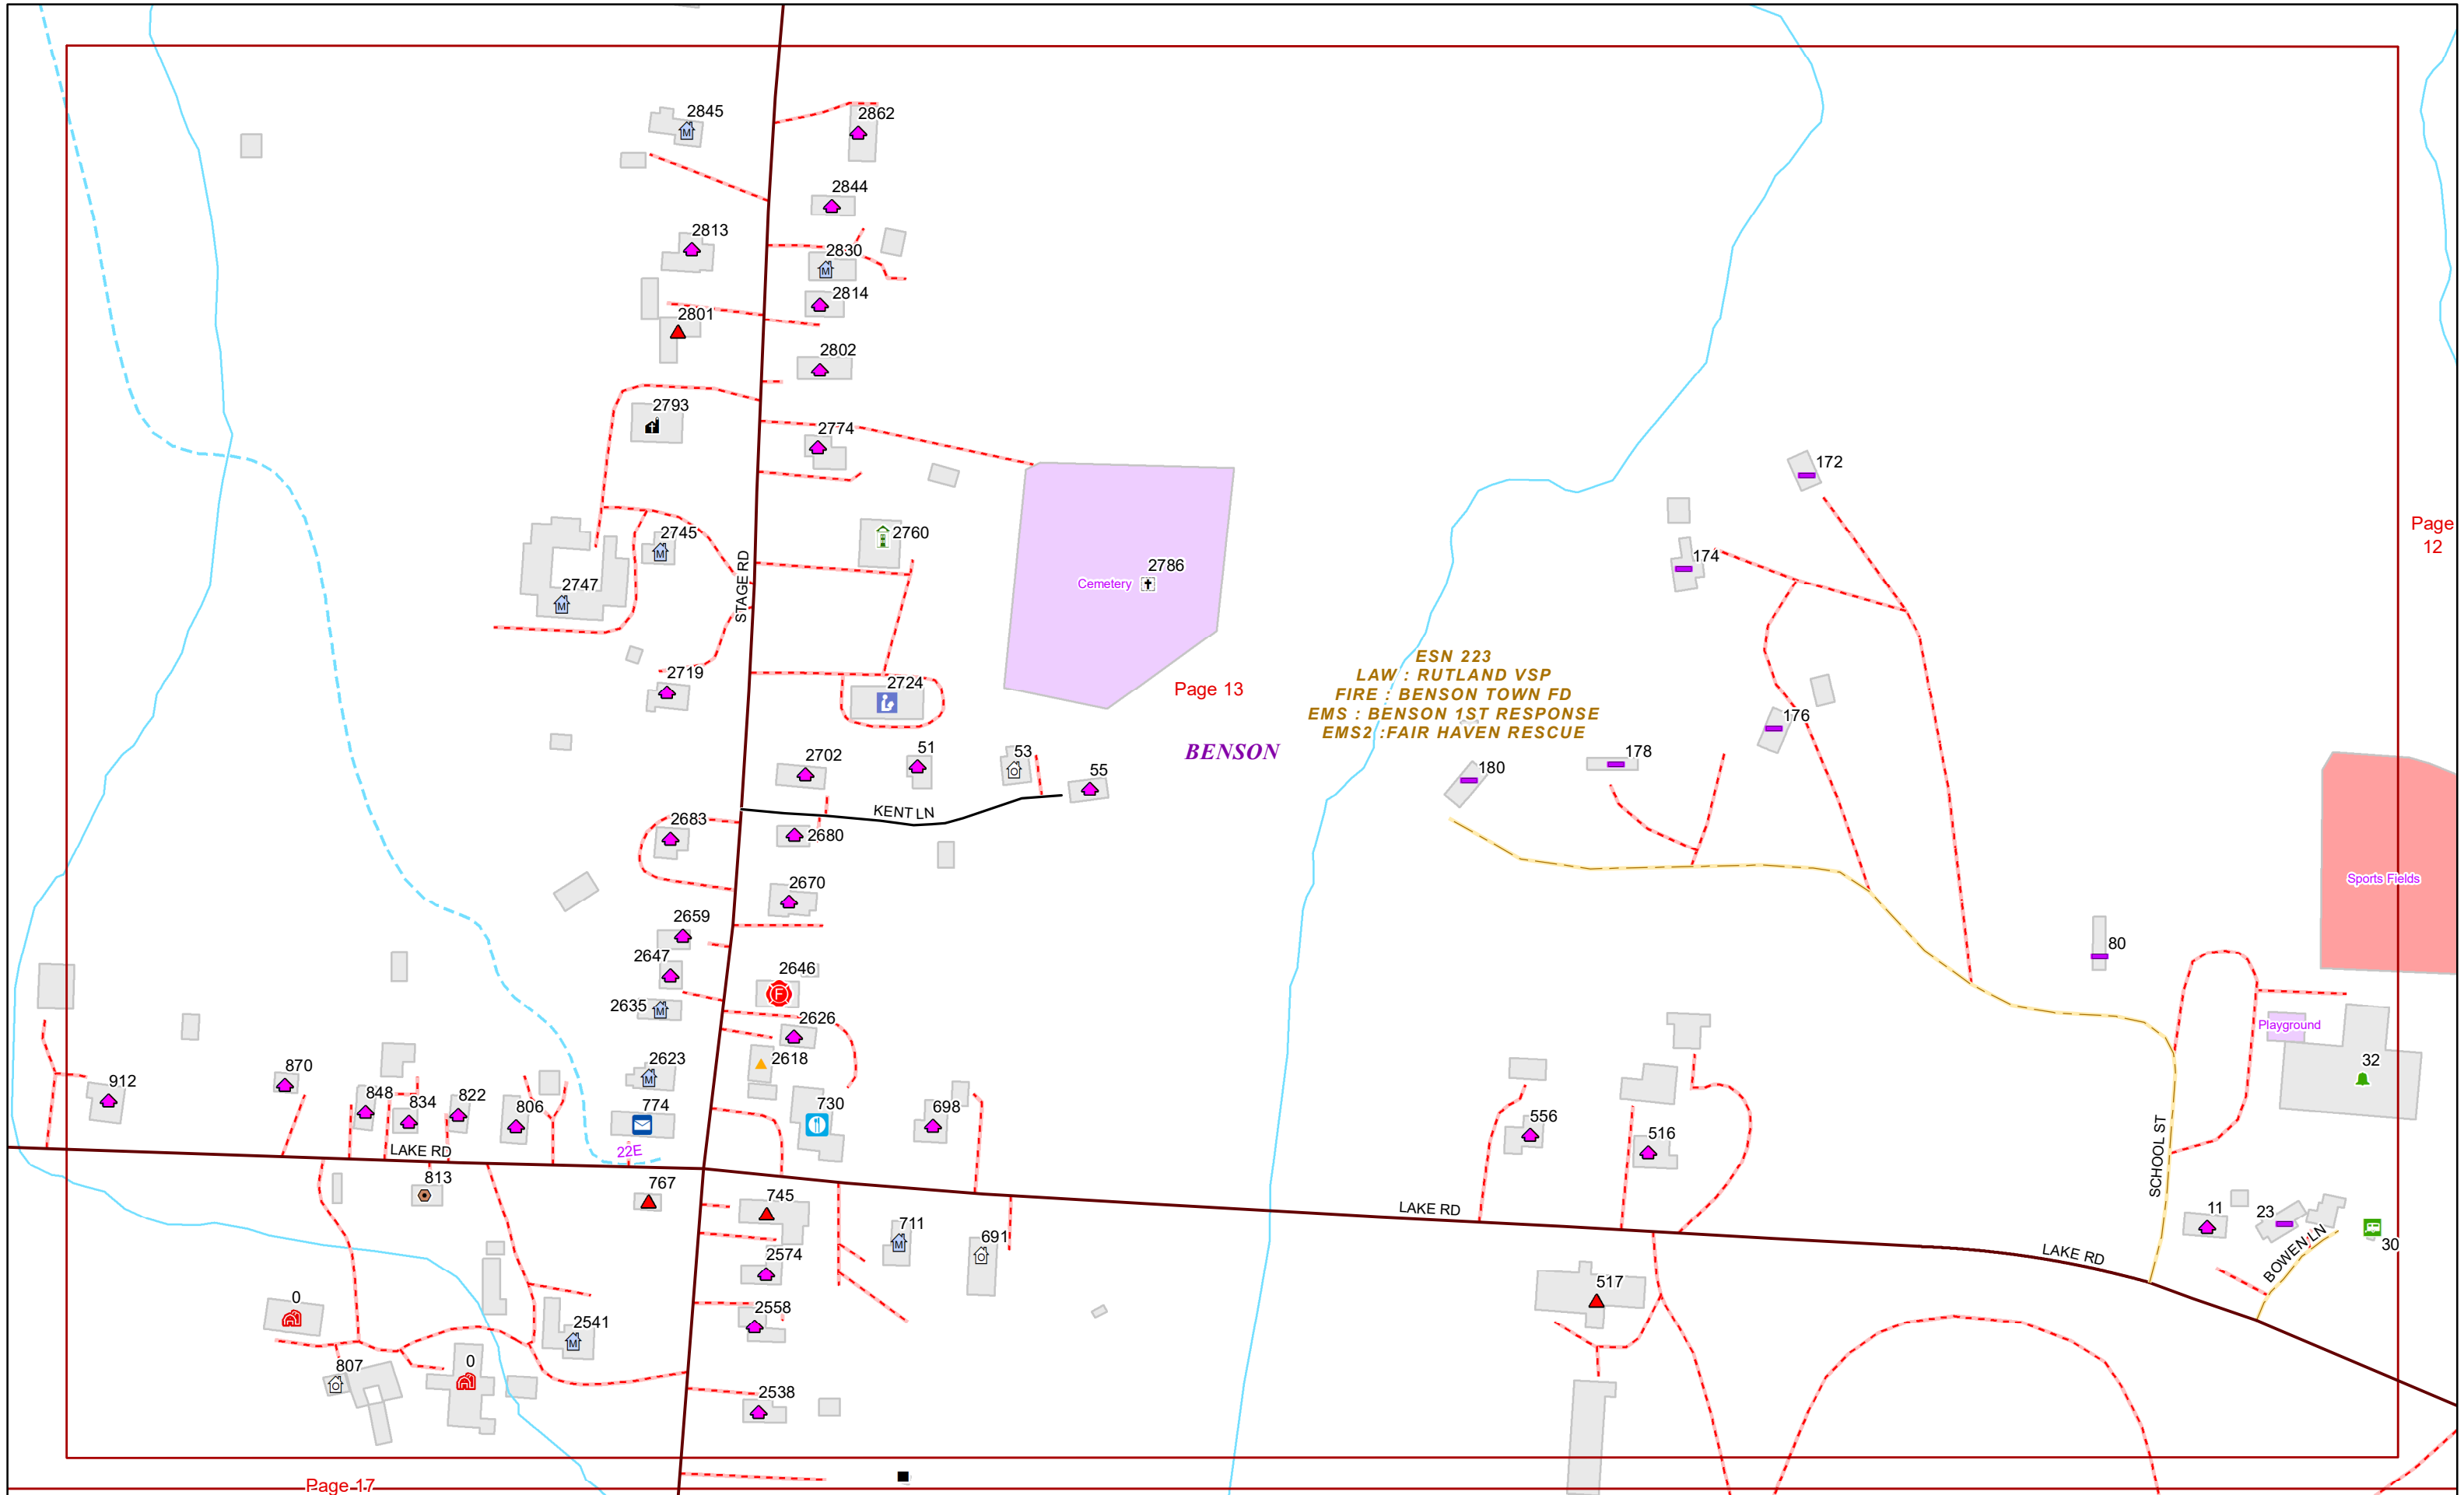 2845
2862
2844
2813
2830
2814
2801
2802
2793
2774
172
2745
2760
Page
12
174
2786
Cemetery
2747
STAGE RD
ESN 223
LAW : RUTLAND VSP
FIRE : BENSON TOWN FD
EMS : BENSON 1ST RESPONSE
EMS2 :FAIR HAVEN RESCUE
2719
2724
Page 13
176
BENSON
2702
51
53
55
178
180
KENT LN
2683
2680
2670
Sports Fields
2659
2647
80
2646
2635
F
2626
Playground
2618
2623
32
912
870
848
834
822
806
774
730
698
556
516
22E
LAKE RD
SCHOOL ST
813
767
745
711
691
LAKE RD
11
23
30
LAKE RD
BOWEN LN
2574
517
0
2558
2541
807
0
2538
Page 17
M
M
M
M
M
M
M
M